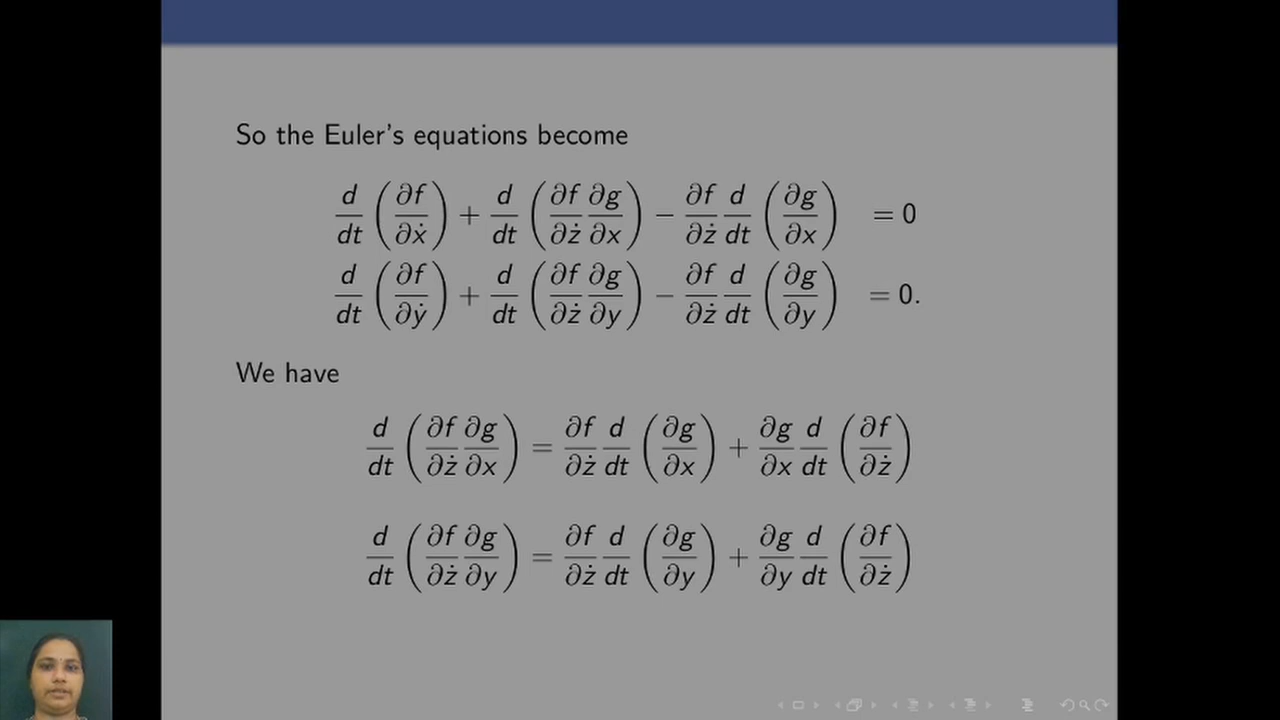 So the Euler's equations become
d/dt (∂f/∂ẋ) + d/dt (∂f/∂ż ∂g/∂x) − ∂f/∂ż d/dt (∂g/∂x) = 0
d/dt (∂f/∂ẏ) + d/dt (∂f/∂ż ∂g/∂y) − ∂f/∂ż d/dt (∂g/∂y) = 0.
We have
d/dt (∂f/∂ż ∂g/∂x) = ∂f/∂ż d/dt (∂g/∂x) + ∂g/∂x d/dt (∂f/∂ż)
d/dt (∂f/∂ż ∂g/∂y) = ∂f/∂ż d/dt (∂g/∂y) + ∂g/∂y d/dt (∂f/∂ż)